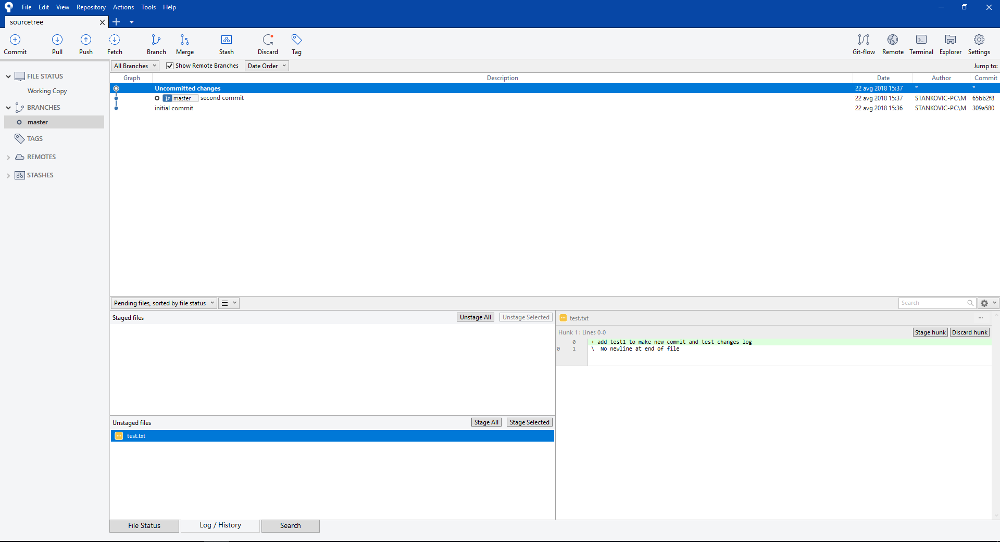 File Edit View Repository Actions Tools Help
sourcetree
Commit Pull Push Fetch Branch Merge Stash Discard Tag Git-flow Remote Terminal Explorer Settings
All Branches Show Remote Branches Date Order Jump to:
FILE STATUS
Working Copy
BRANCHES
master
TAGS
REMOTES
STASHES
Graph Description Date Author Commit
Uncommitted changes 22 avg 2018 15:37 * *
master second commit 22 avg 2018 15:37 STANKOVIC-PC\M 65bb2f8
initial commit 22 avg 2018 15:36 STANKOVIC-PC\M 309a580
Pending files, sorted by file status Search
Staged files Unstage All Unstage Selected
Unstaged files Stage All Stage Selected
test.txt
test.txt
Hunk 1 : Lines 0-0 Stage hunk Discard hunk
0 + add test1 to make new commit and test changes log
0 1 \ No newline at end of file
File Status Log / History Search